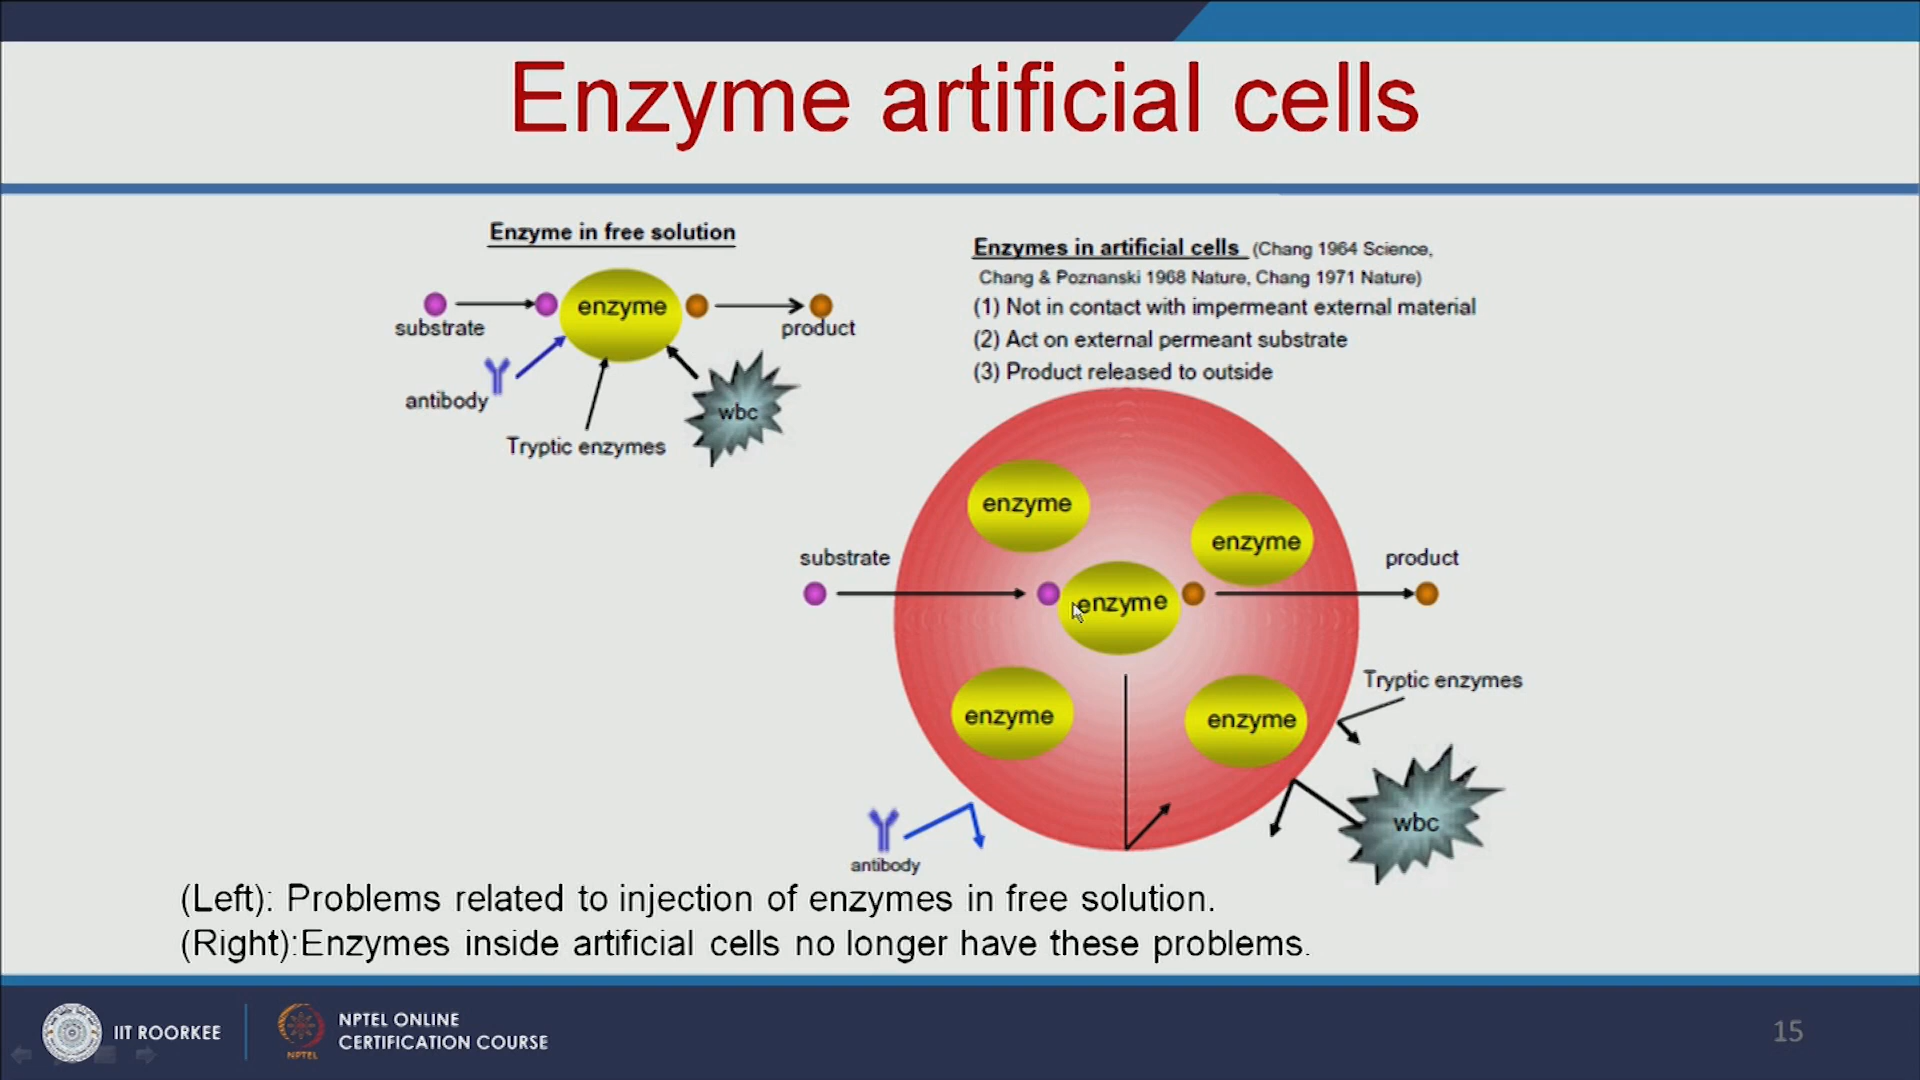 Enzyme artificial cells
Enzyme in free solution
substrate
enzyme
product
antibody
Tryptic enzymes
wbc
Enzymes in artificial cells (Chang 1964 Science,
Chang & Poznanski 1968 Nature, Chang 1971 Nature)
(1) Not in contact with impermeant external material
(2) Act on external permeant substrate
(3) Product released to outside
enzyme
enzyme
substrate
enzyme
product
enzyme
enzyme
Tryptic enzymes
wbc
antibody
(Left): Problems related to injection of enzymes in free solution.
(Right):Enzymes inside artificial cells no longer have these problems.
IIT ROORKEE
NPTEL
NPTEL ONLINE
CERTIFICATION COURSE
15